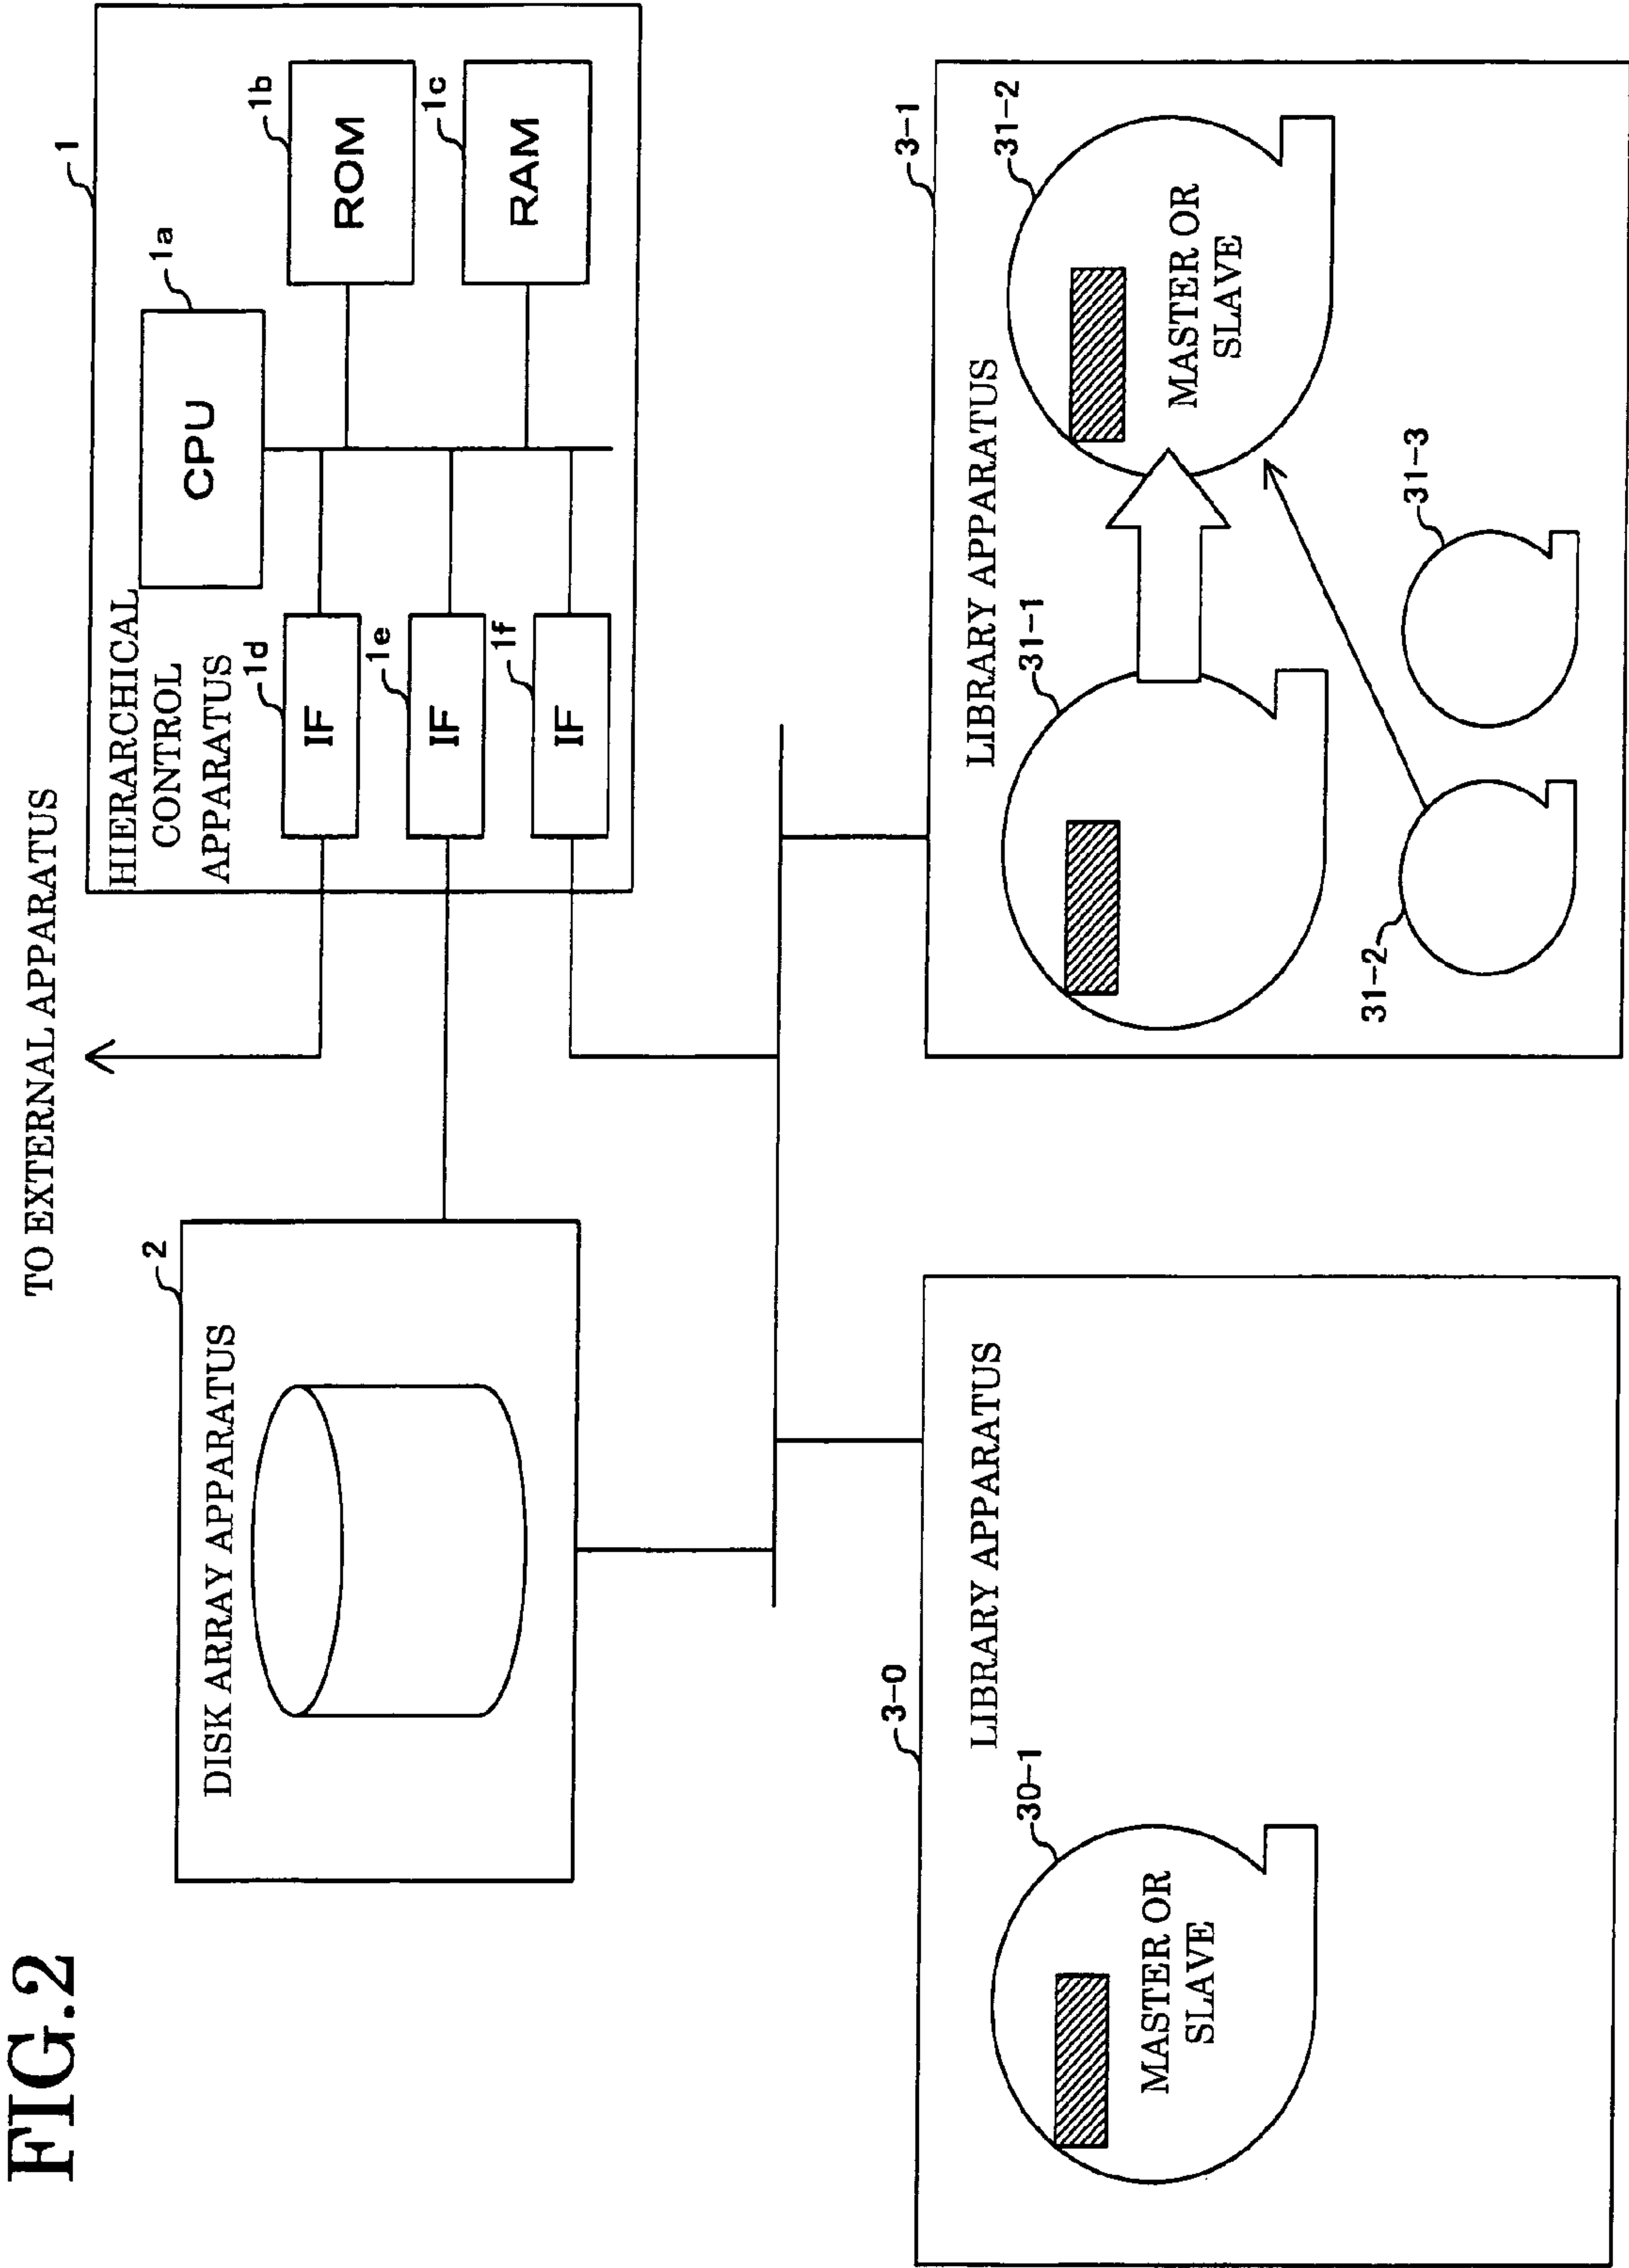 FIG.2
TO EXTERNAL APPARATUS
1
HIERARCHICAL
CONTROL
APPARATUS
CPU
1a
ROM
1b
RAM
1c
IF
1d
IF
1e
IF
1f
2
DISK ARRAY APPARATUS
3-0
LIBRARY APPARATUS
30-1
MASTER OR
SLAVE
3-1
LIBRARY APPARATUS
31-1
31-2
MASTER OR
SLAVE
31-2
31-3